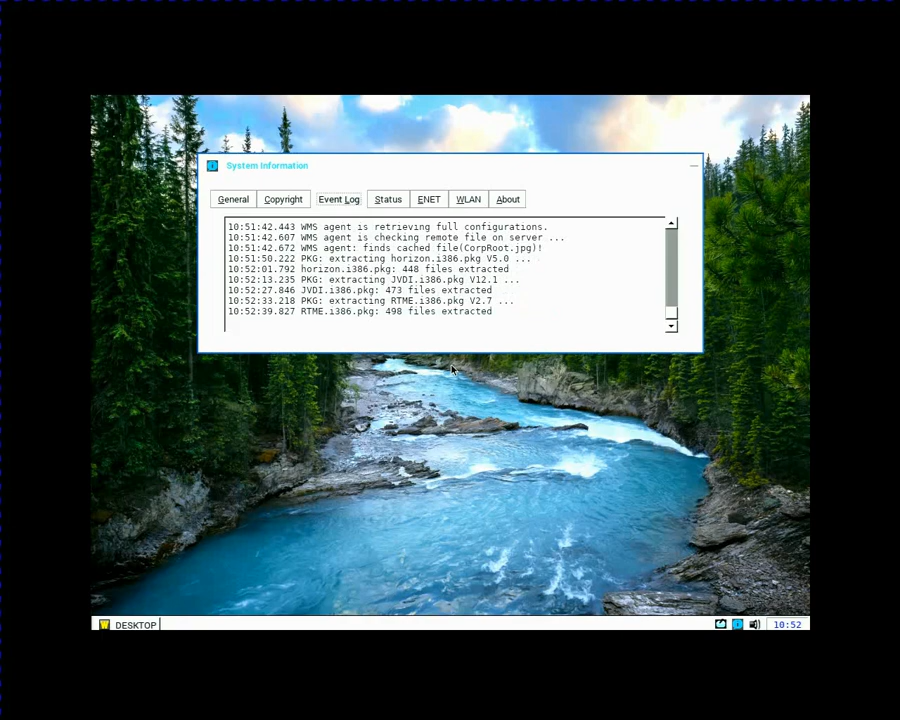 System Information
General Copyright Event Log Status ENET WLAN About
10:51:42.443 WMS agent is retrieving full configurations.
10:51:42.607 WMS agent is checking remote file on server ...
10:51:42.672 WMS agent: finds cached file(CorpRoot.jpg)!
10:51:50.222 PKG: extracting horizon.i386.pkg V5.0 ...
10:52:01.792 horizon.i386.pkg: 448 files extracted
10:52:13.235 PKG: extracting JVDI.i386.pkg V12.1 ...
10:52:27.846 JVDI.i386.pkg: 473 files extracted
10:52:33.218 PKG: extracting RTME.i386.pkg V2.7 ...
10:52:39.827 RTME.i386.pkg: 498 files extracted
DESKTOP 10:52